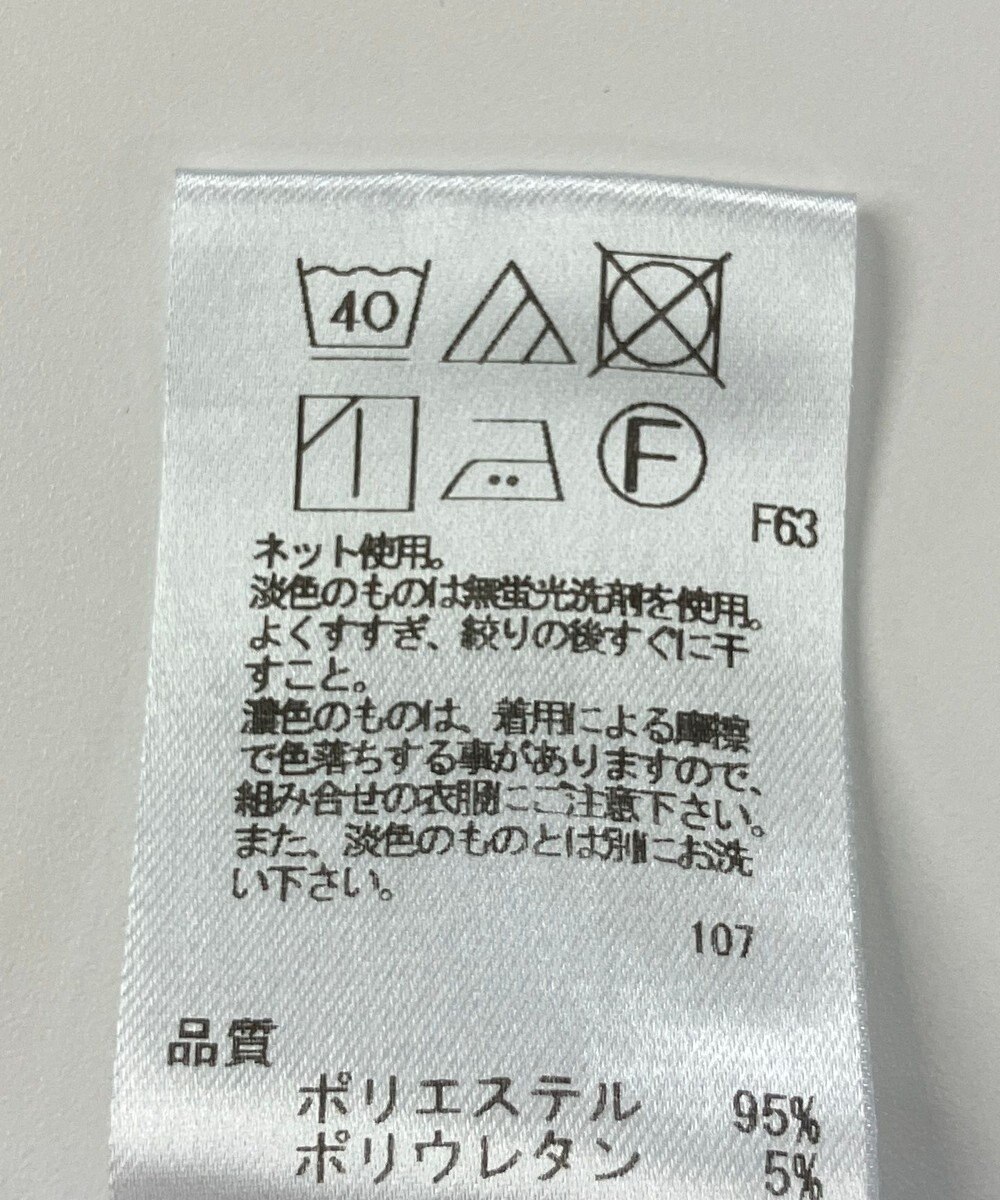 40
F
F63
ネット使用。
淡色のものは無蛍光洗剤を使用。
よくすすぎ、絞りの後すぐに干
すこと。
濃色のものは、着用による摩擦
で色落ちする事がありますので、
組み合せの衣服にご注意下さい。
また、淡色のものとは別にお洗
い下さい。
107
品質
ポリエステル 95%
ポリウレタン 5%